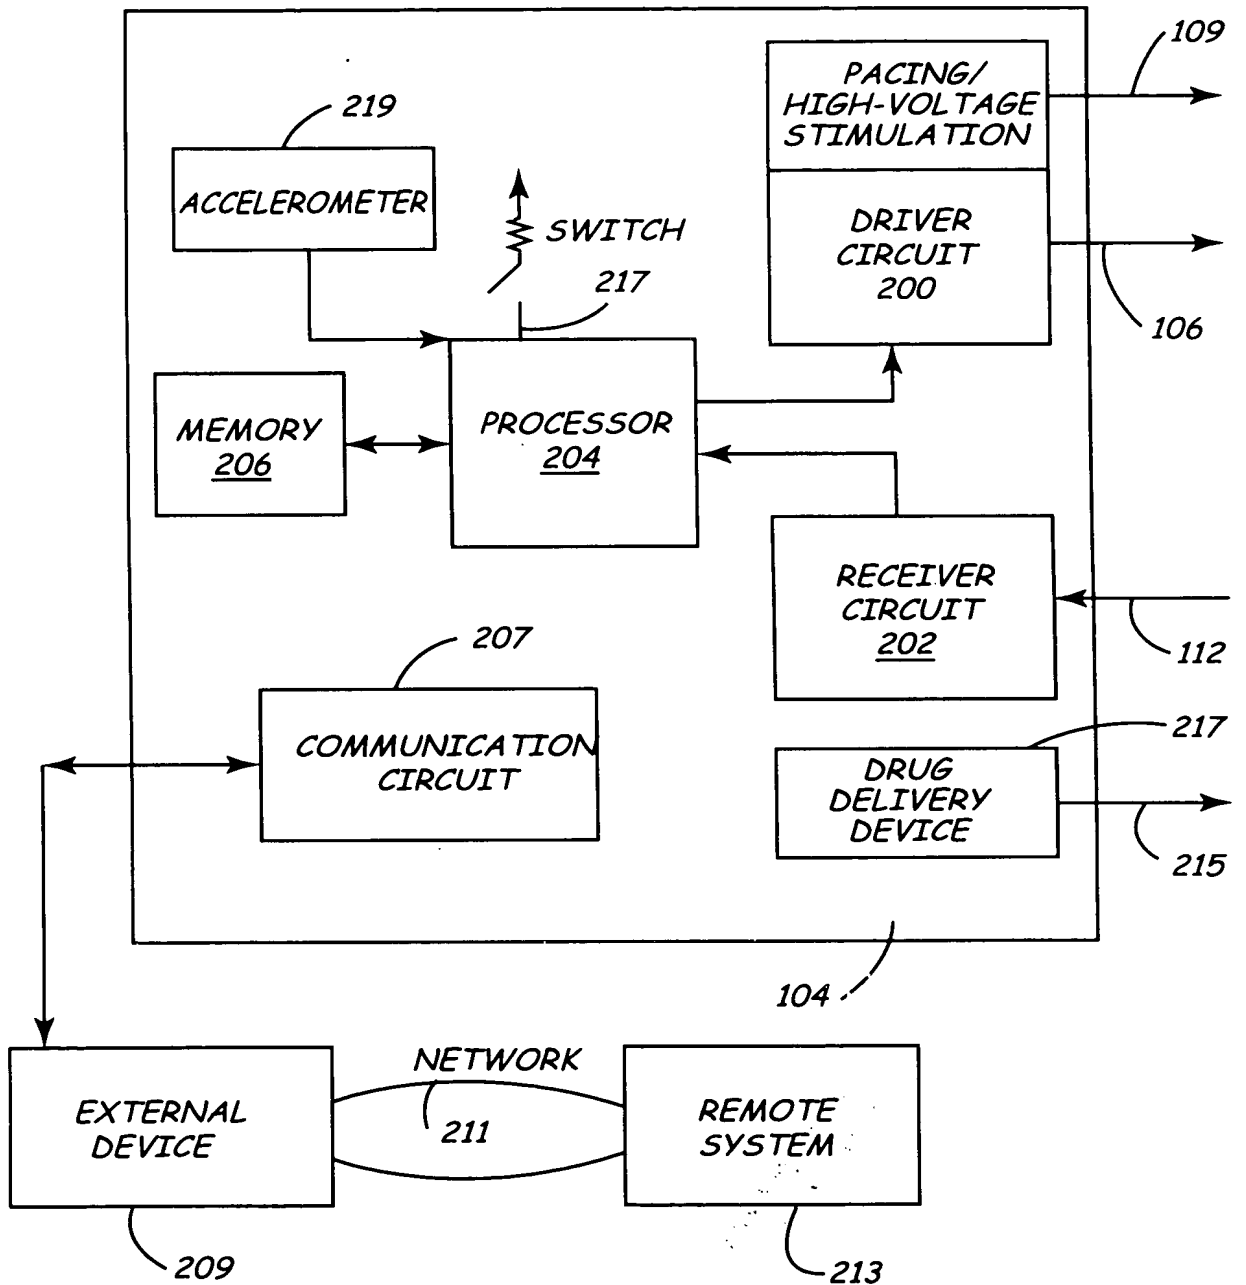 109
PACING/
HIGH-VOLTAGE
STIMULATION
219
ACCELEROMETER
SWITCH
DRIVER
CIRCUIT
200
217
106
MEMORY
206
PROCESSOR
204
RECEIVER
CIRCUIT
202
112
207
COMMUNICATION
CIRCUIT
217
DRUG
DELIVERY
DEVICE
215
104
NETWORK
211
EXTERNAL
DEVICE
REMOTE
SYSTEM
209
213